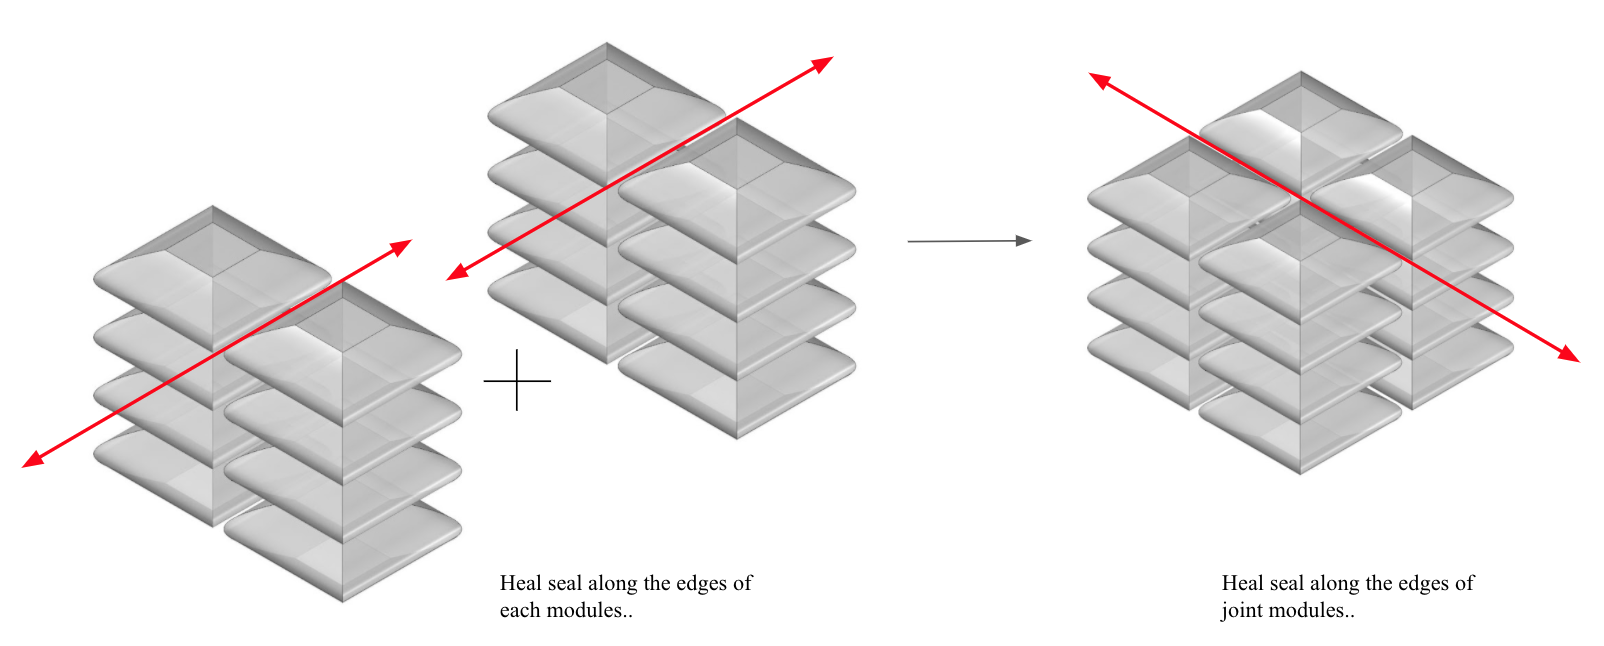 Heal seal along the edges of
each modules..
Heal seal along the edges of
joint modules..